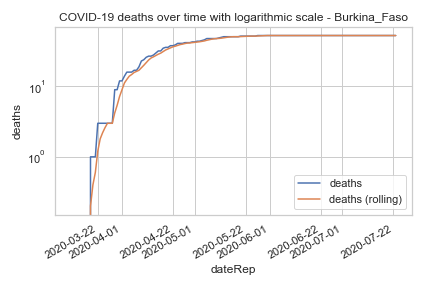 COVID-19 deaths over time with logarithmic scale - Burkina_Faso
deaths
10¹
10⁰
deaths
deaths (rolling)
2020-03-22
2020-04-01
2020-04-22
2020-05-01
2020-05-22
2020-06-01
2020-06-22
2020-07-01
2020-07-22
dateRep